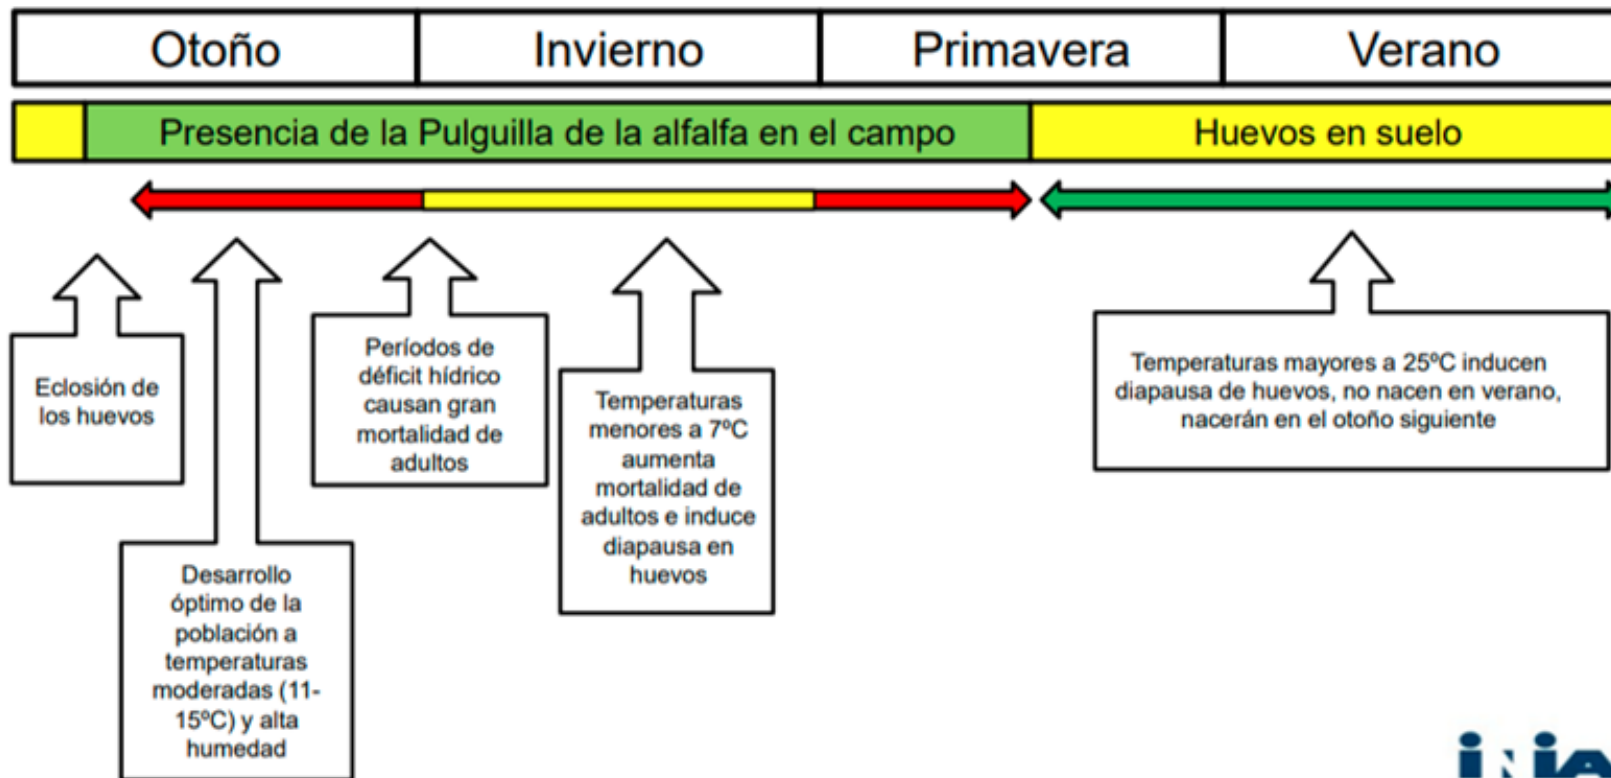 Otoño
Invierno
Primavera
Verano
Presencia de la Pulguilla de la alfalfa en el campo
Huevos en suelo
Eclosión de
los huevos
Desarrollo
óptimo de la
población a
temperaturas
moderadas (11-
15ºC) y alta
humedad
Períodos de
déficit hídrico
causan gran
mortalidad de
adultos
Temperaturas
menores a 7ºC
aumenta
mortalidad de
adultos e induce
diapausa en
huevos
Temperaturas mayores a 25ºC inducen
diapausa de huevos, no nacen en verano,
nacerán en el otoño siguiente
iNiA